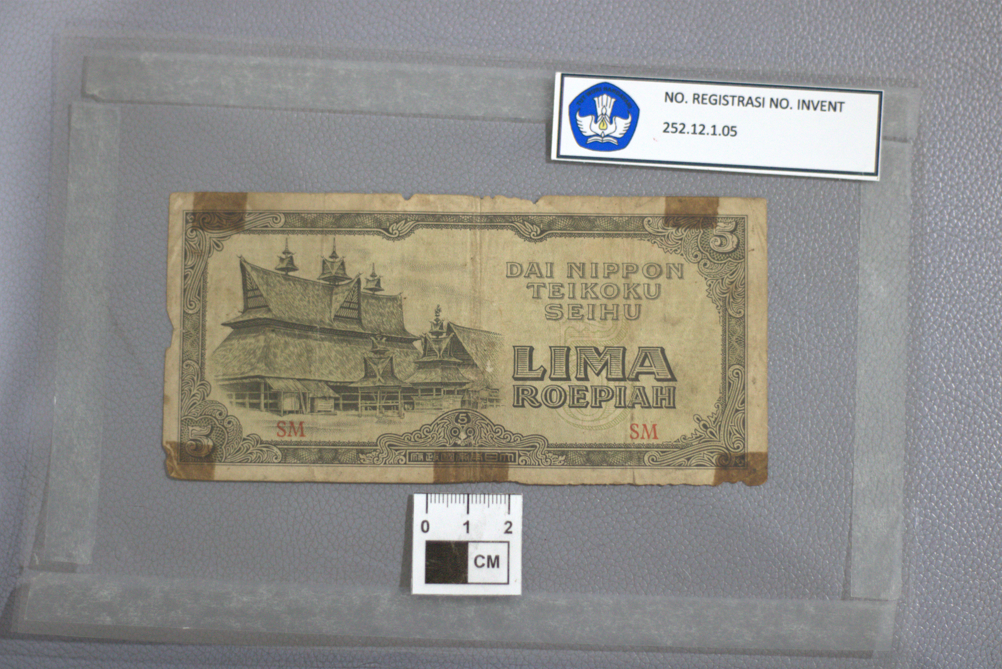 NO. REGISTRASI NO. INVENT
252.12.1.05
5
DAI NIPPON
TEIKOKU
SEIHU
LIMA
ROEPIAH
SM
SM
5
5
0 1 2
CM